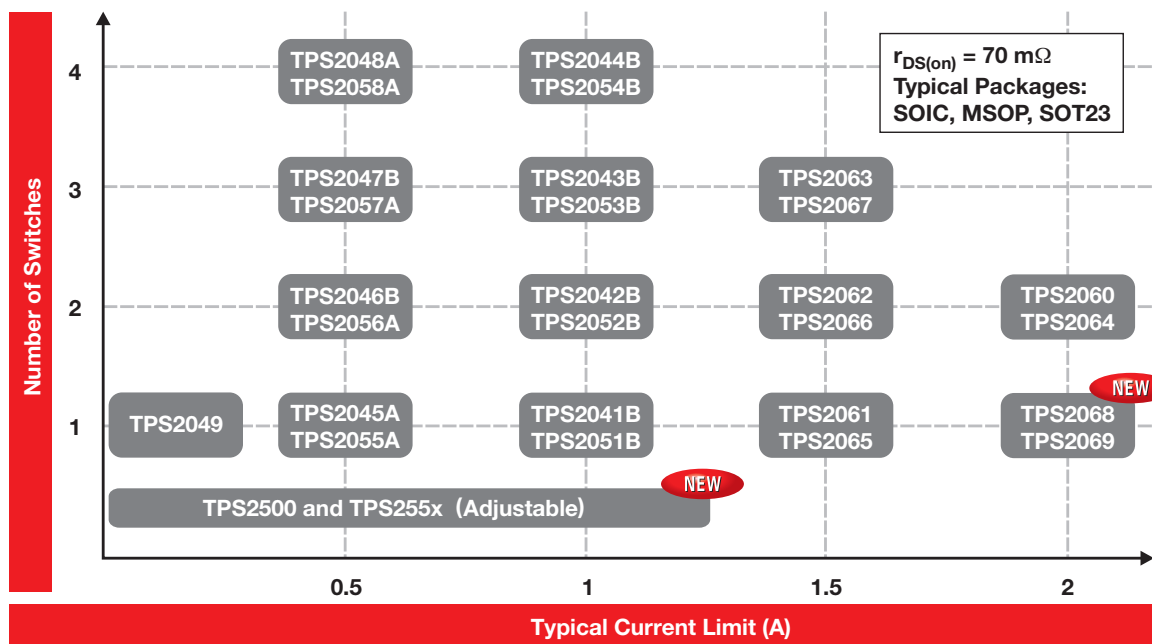 Number of Switches
4
3
2
1
TPS2048A
TPS2058A
TPS2044B
TPS2054B
r_DS(on) = 70 mΩ
Typical Packages:
SOIC, MSOP, SOT23
TPS2047B
TPS2057A
TPS2043B
TPS2053B
TPS2063
TPS2067
TPS2046B
TPS2056A
TPS2042B
TPS2052B
TPS2062
TPS2066
TPS2060
TPS2064
NEW
TPS2049
TPS2045A
TPS2055A
TPS2041B
TPS2051B
TPS2061
TPS2065
TPS2068
TPS2069
NEW
TPS2500 and TPS255x (Adjustable)
0.5
1
1.5
2
Typical Current Limit (A)